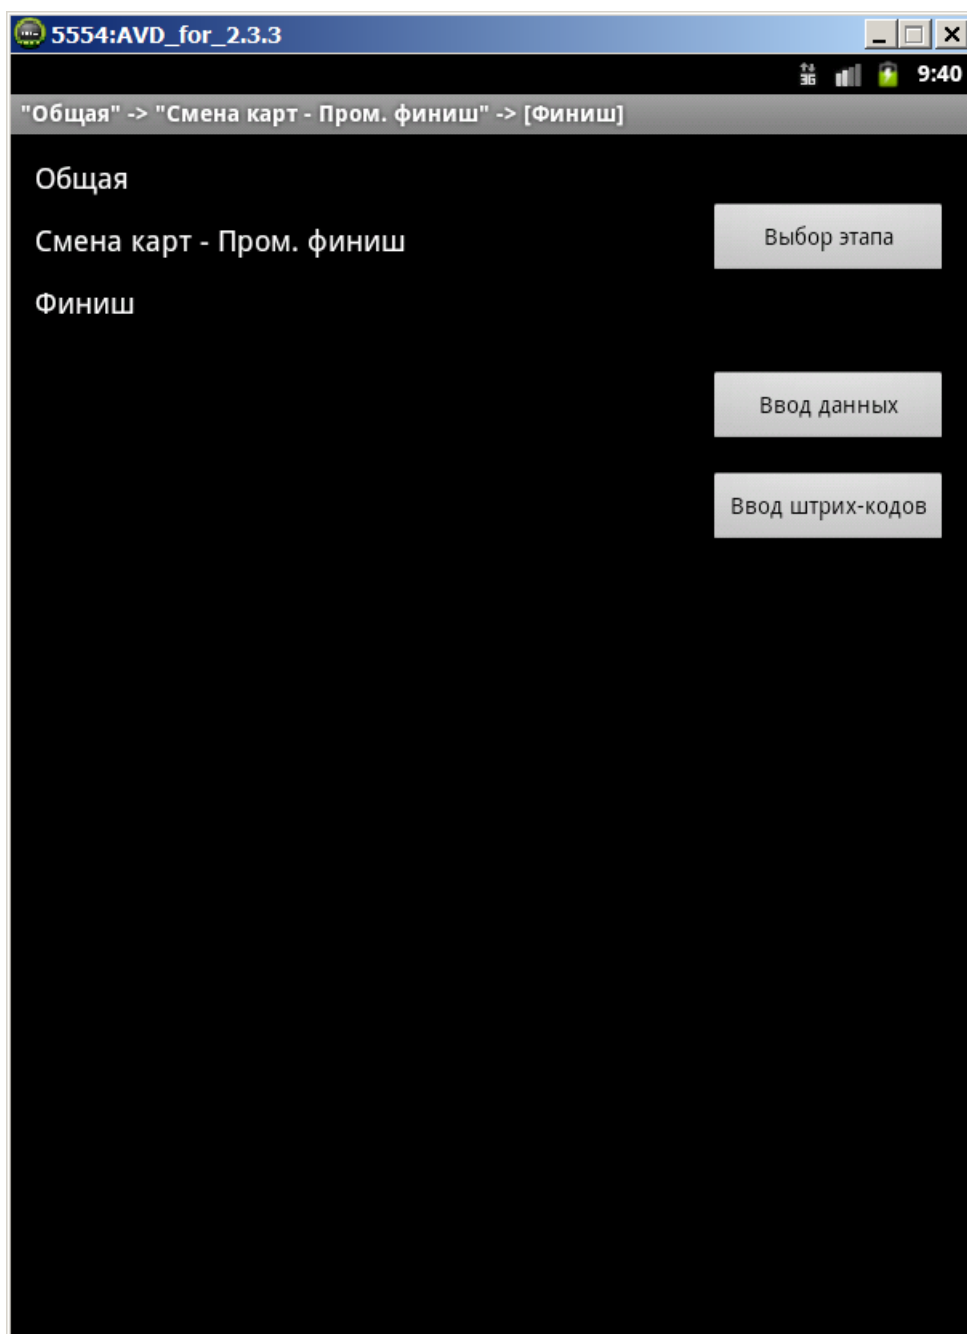 5554:AVD_for_2.3.3
3G 9:40
"Общая" -> "Смена карт - Пром. финиш" -> [Финиш]
Общая
Смена карт - Пром. финиш
Выбор этапа
Финиш
Ввод данных
Ввод штрих-кодов